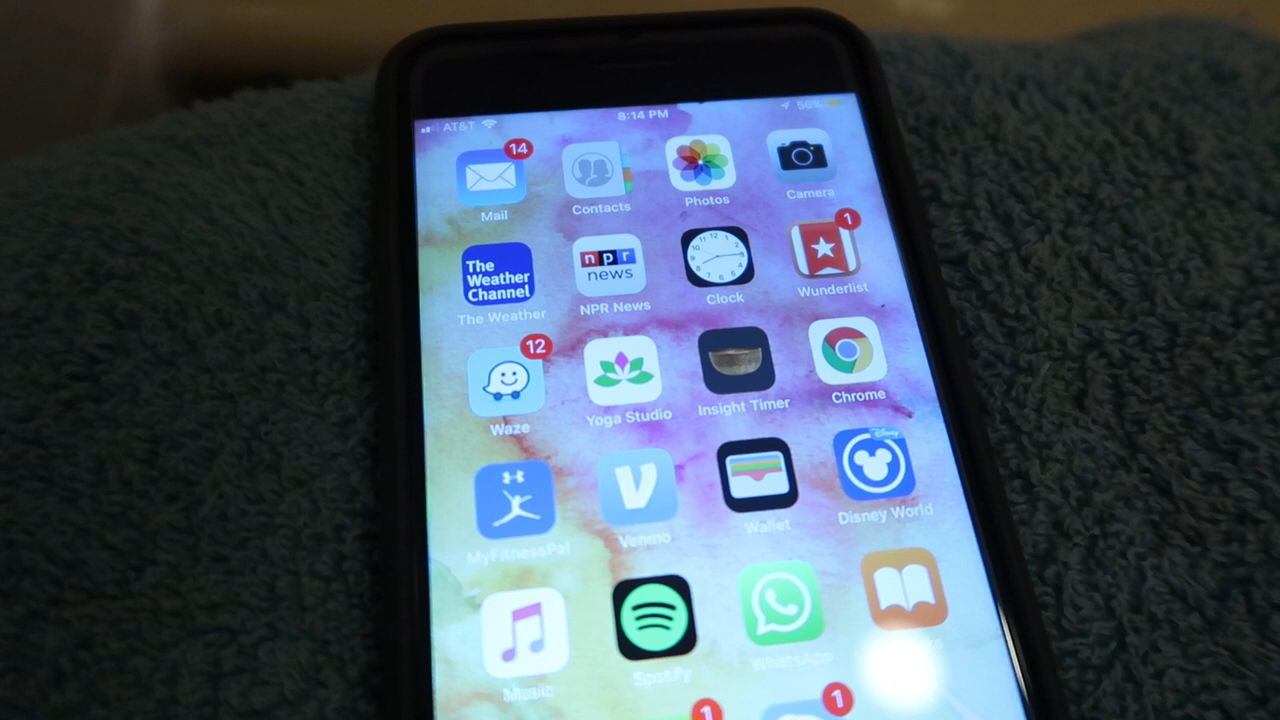 AT&T 8:14 PM 56%
14 1
Mail Contacts Photos Camera
The
Weather
Channel
npr
news
The Weather NPR News Clock Wunderlist
12
Waze Yoga Studio Insight Timer Chrome
Disney
MyFitnessPal Venmo Wallet Disney World
Music Spotify WhatsApp
1 1